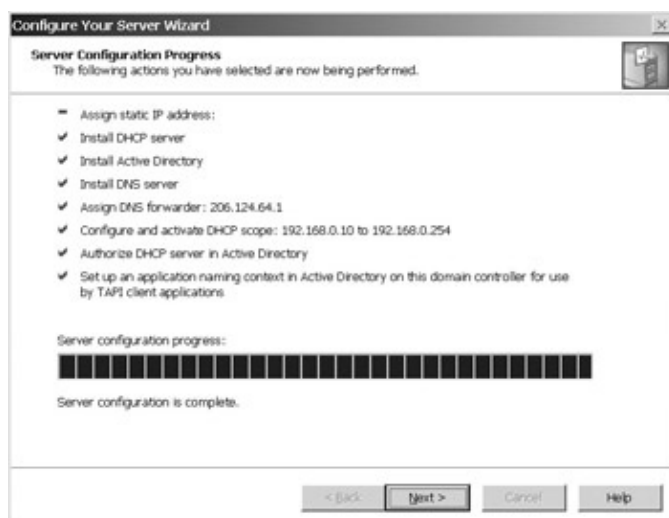 Configure Your Server Wizard
Server Configuration Progress
The following actions you have selected are now being performed.
Assign static IP address:
Install DHCP server
Install Active Directory
Install DNS server
Assign DNS forwarder: 206.124.64.1
Configure and activate DHCP scope: 192.168.0.10 to 192.168.0.254
Authorize DHCP server in Active Directory
Set up an application naming context in Active Directory on this domain controller for use
by TAPI client applications
Server configuration progress:
Server configuration is complete.
< Back
Next >
Cancel
Help